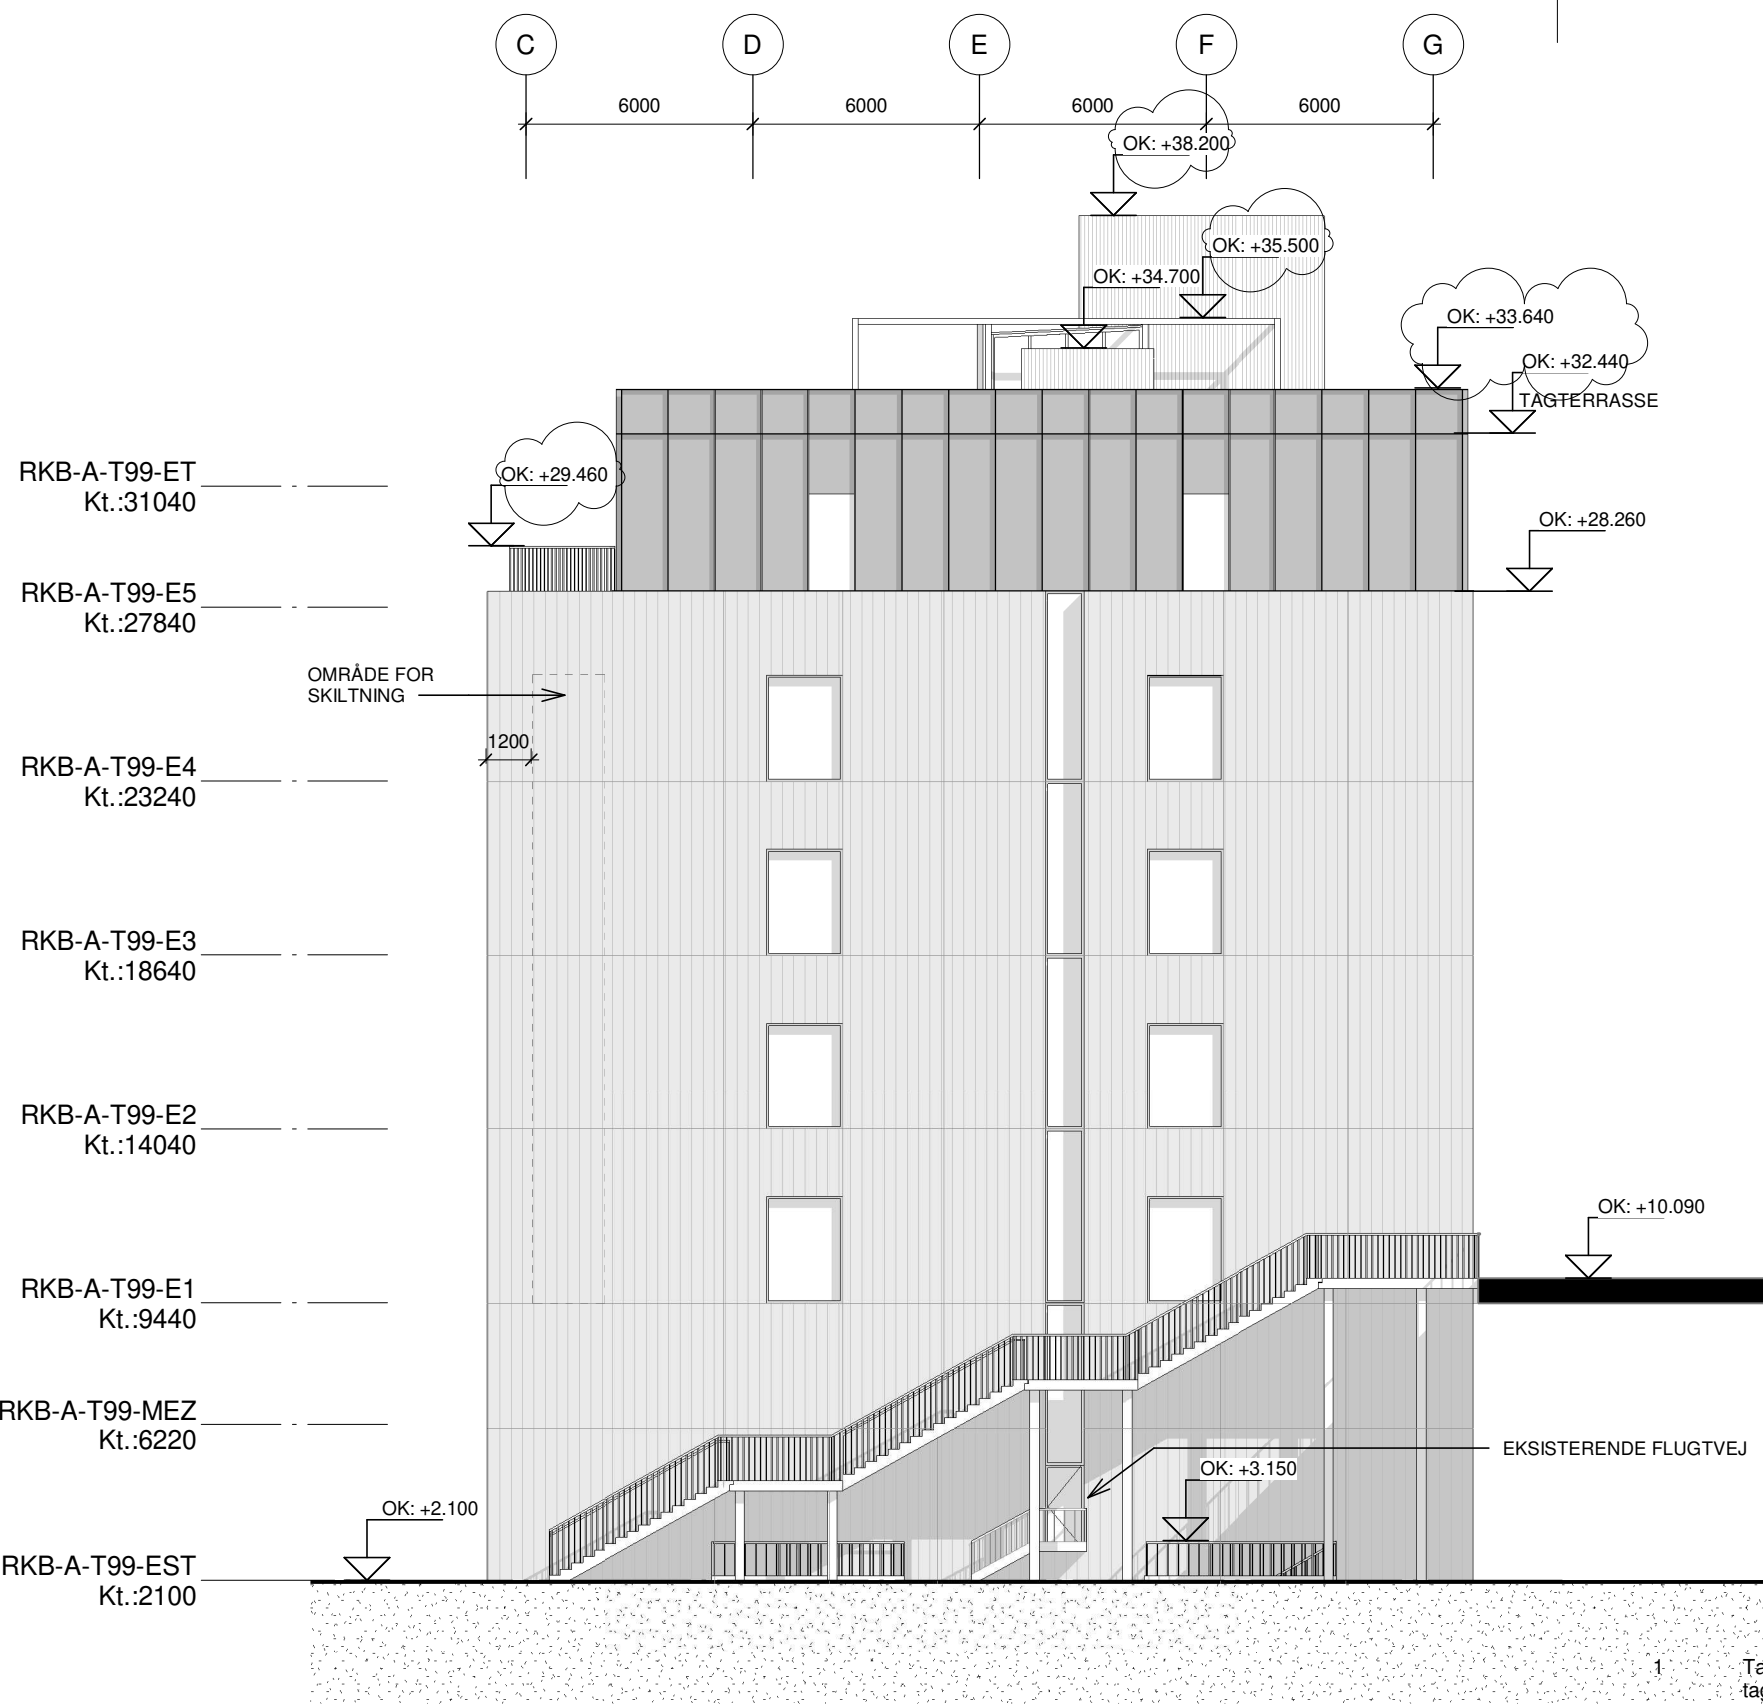 C D E F G
6000 6000 6000 6000
OK: +38.200
OK: +35.500
OK: +34.700
OK: +33.640
OK: +32.440
TAGTERRASSE
RKB-A-T99-ET
Kt.:31040
OK: +29.460
OK: +28.260
RKB-A-T99-E5
Kt.:27840
OMRÅDE FOR
SKILTNING
1200
RKB-A-T99-E4
Kt.:23240
RKB-A-T99-E3
Kt.:18640
RKB-A-T99-E2
Kt.:14040
OK: +10.090
RKB-A-T99-E1
Kt.:9440
RKB-A-T99-MEZ
Kt.:6220
EKSISTERENDE FLUGTVEJ
OK: +3.150
OK: +2.100
RKB-A-T99-EST
Kt.:2100
1